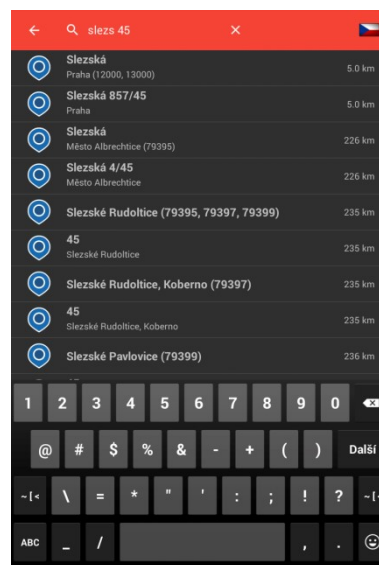 slezs 45
Slezská
Praha (12000, 13000)
5.0 km
Slezská 857/45
Praha
5.0 km
Slezská
Město Albrechtice (79395)
226 km
Slezská 4/45
Město Albrechtice
226 km
Slezské Rudoltice (79395, 79397, 79399)
235 km
45
Slezské Rudoltice
235 km
Slezské Rudoltice, Koberno (79397)
235 km
45
Slezské Rudoltice, Koberno
235 km
Slezské Pavlovice (79399)
236 km
1 2 3 4 5 6 7 8 9 0
@ # $ % & - + ( ) Další
~[< \ = * " ' : ; ! ? ~[
ABC _ / , .